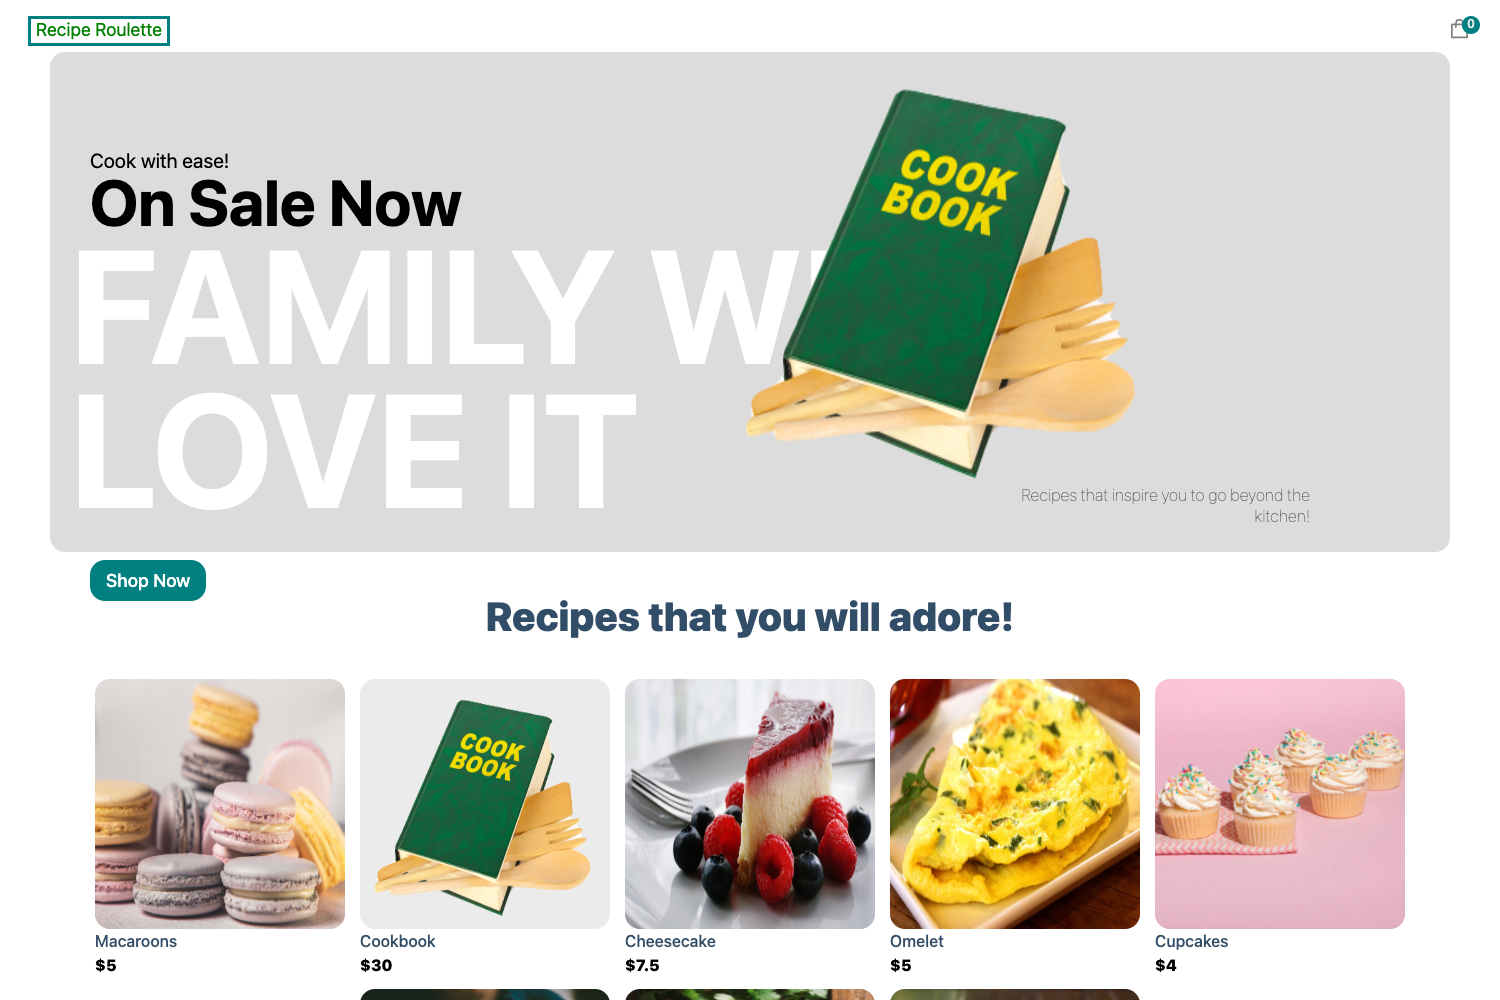 Recipe Roulette
0
Cook with ease!
On Sale Now
FAMILY
LOVE IT
COOK
BOOK
Recipes that inspire you to go beyond the
kitchen!
Shop Now
Recipes that you will adore!
COOK
BOOK
Macaroons
$5
Cookbook
$30
Cheesecake
$7.5
Omelet
$5
Cupcakes
$4